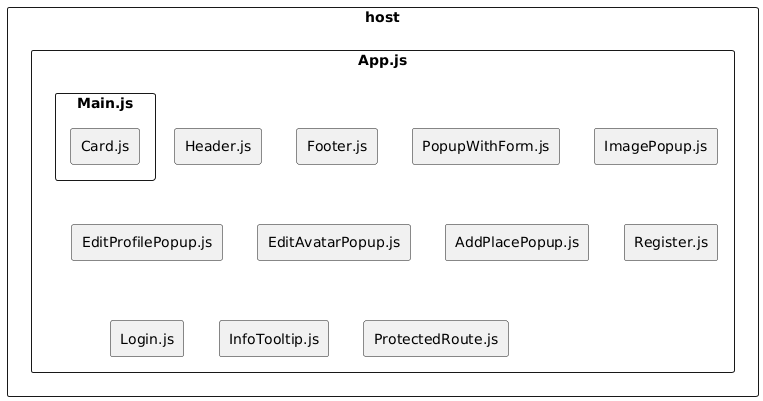 host
App.js
Main.js
Card.js
Header.js
Footer.js
PopupWithForm.js
ImagePopup.js
EditProfilePopup.js
EditAvatarPopup.js
AddPlacePopup.js
Register.js
Login.js
InfoTooltip.js
ProtectedRoute.js